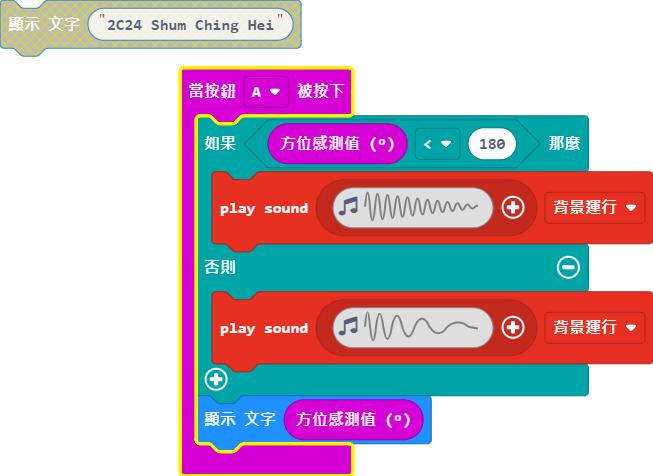 顯示 文字 "2C24 Shum Ching Hei"
當按鈕 A 被按下
如果 方位感測值 (º) < 180 那麼
play sound 背景運行
否則
play sound 背景運行
顯示 文字 方位感測值 (º)